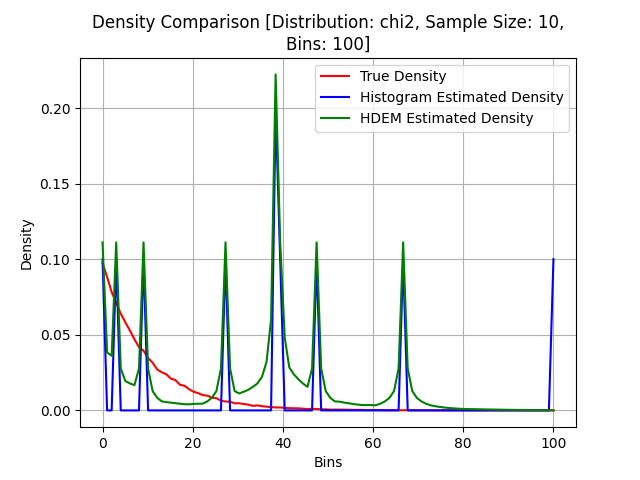 Density Comparison [Distribution: chi2, Sample Size: 10,
Bins: 100]
True Density
Histogram Estimated Density
HDEM Estimated Density
Density
0.20
0.15
0.10
0.05
0.00
0 20 40 60 80 100
Bins